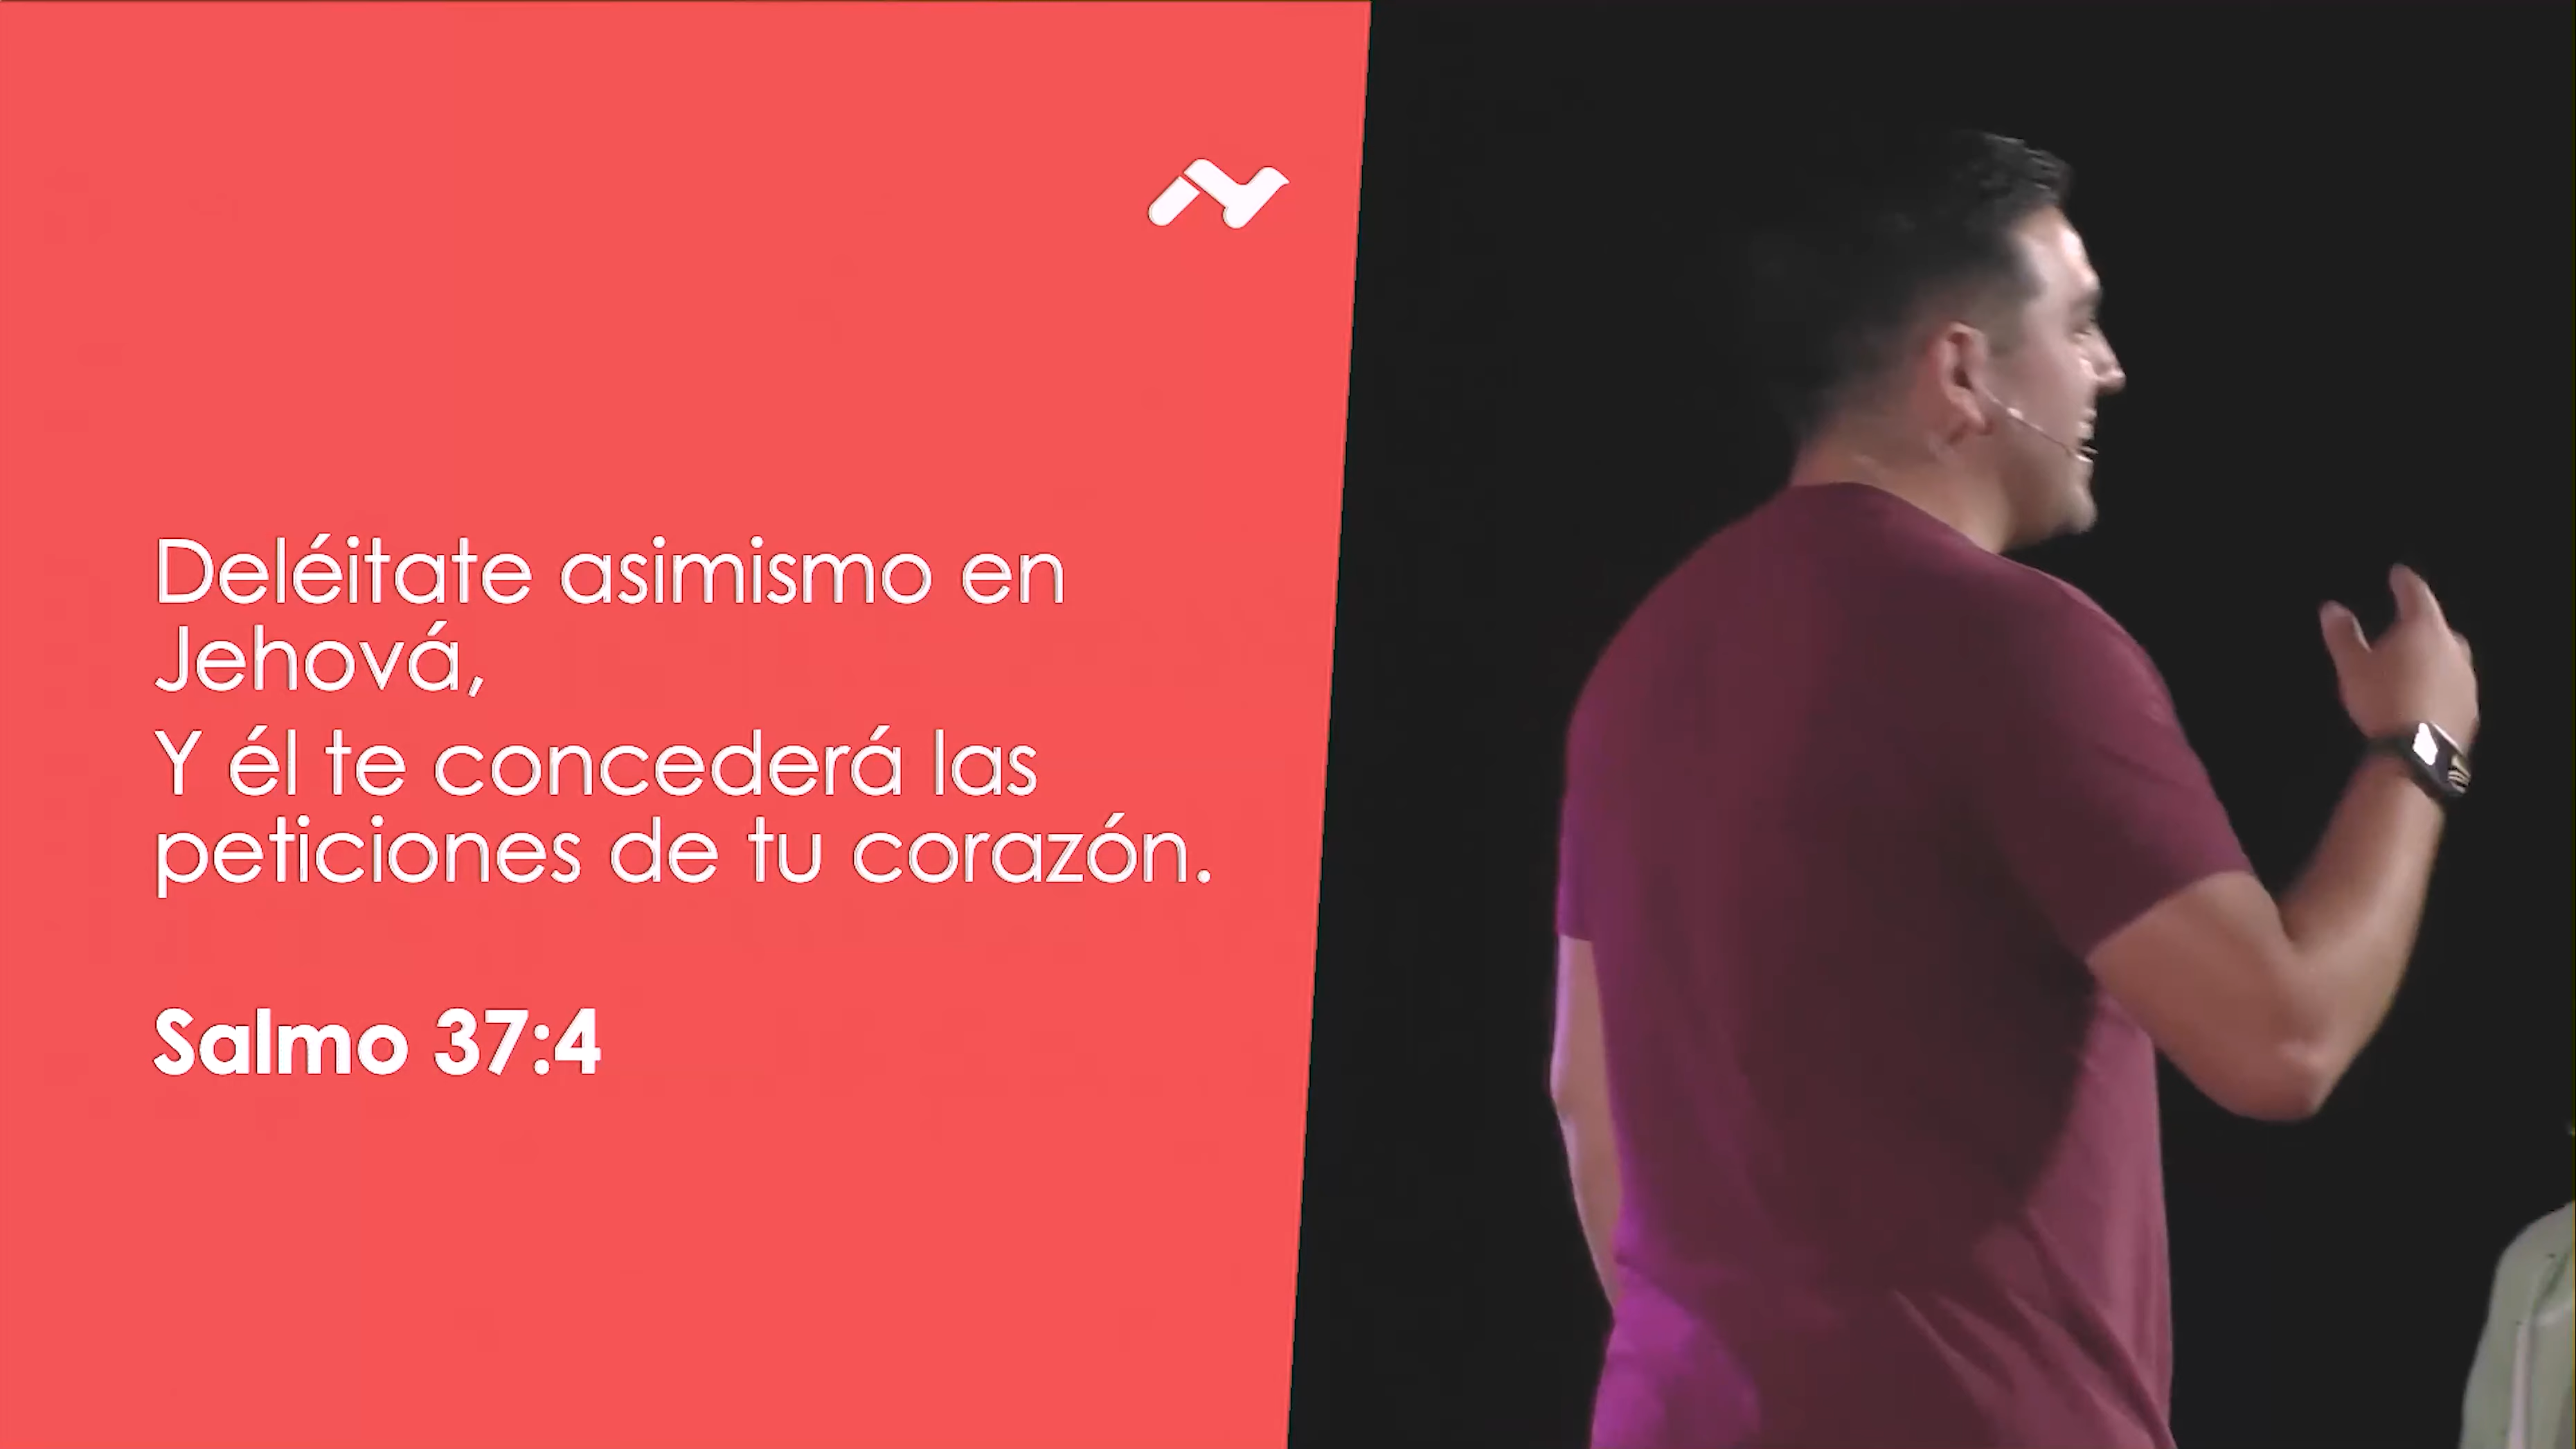 Deléitate asimismo en
Jehová,
Y él te concederá las
peticiones de tu corazón.
Salmo 37:4